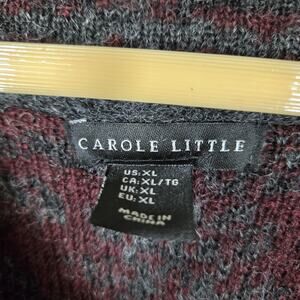 CAROLE LITTLE
US:XL
CA:XL/TG
UK:XL
EU:XL
MADE IN
CHINA